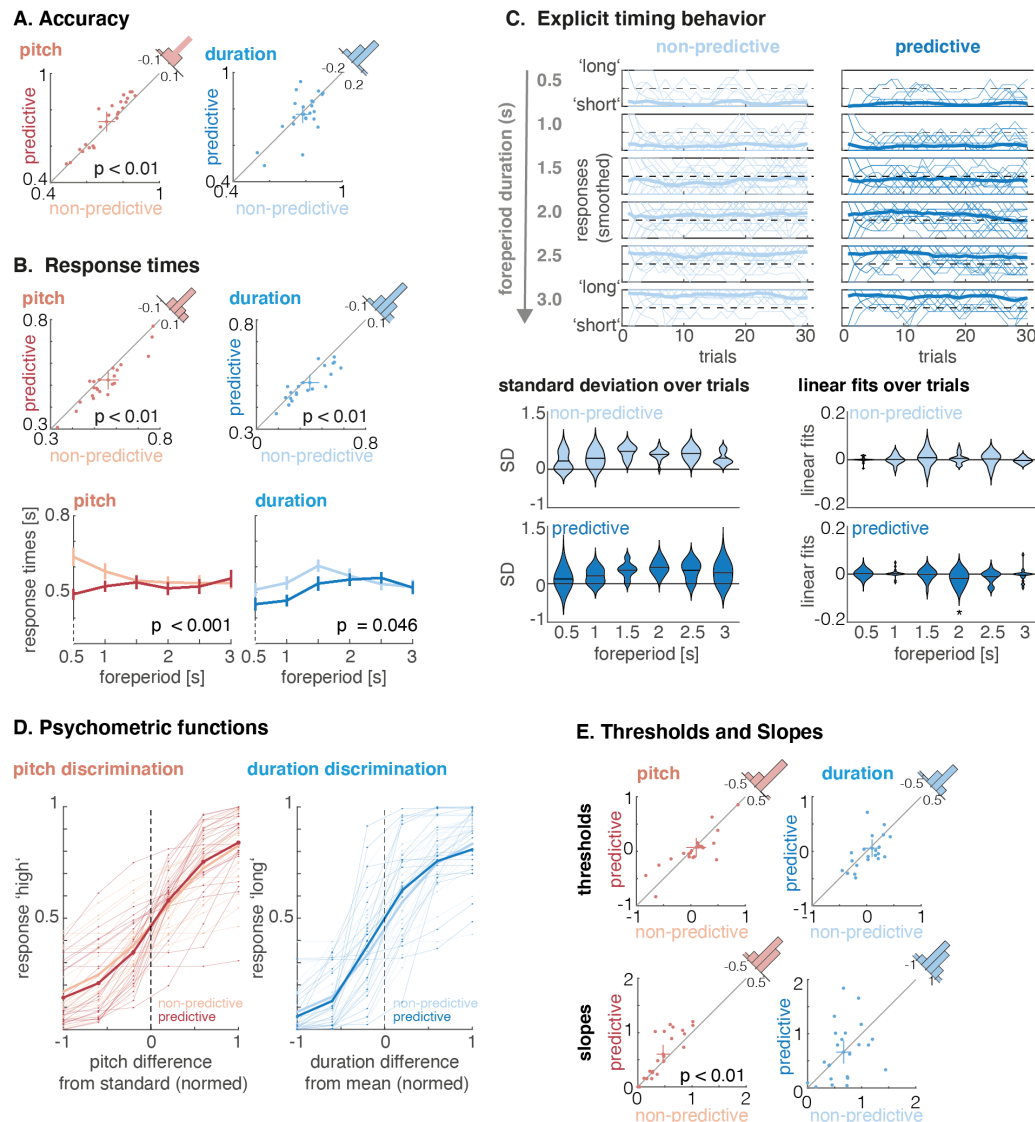 A. Accuracy
pitch
duration
-0.1
0.1
-0.2
0.2
1
predictive
0.4
0.4
p < 0.01
1
non-predictive
1
predictive
0.4
0.4
1
non-predictive
B. Response times
pitch
duration
-0.1
0.1
-0.1
0.1
0.8
predictive
0.3
0.3
p < 0.01
0.8
non-predictive
0.8
predictive
0.3
0
p < 0.01
0.8
non-predictive
pitch
duration
response times [s]
0.8
0.5
p < 0.001
p = 0.046
0.5 1 2 3
0.5 1 2 3
foreperiod [s]
foreperiod [s]
C. Explicit timing behavior
non-predictive
predictive
foreperiod duration (s)
0.5
1.0
1.5
2.0
2.5
3.0
responses
(smoothed)
‘long‘
‘short‘
‘long‘
‘short‘
0 10 20 30
trials
0 10 20 30
trials
standard deviation over trials
linear fits over trials
non-predictive
SD
1.5
0
-1
predictive
SD
1.5
0
-1
0.5 1 1.5 2 2.5 3
foreperiod [s]
non-predictive
linear fits
0.2
0
-0.2
predictive
linear fits
0.2
0
-0.2
*
0.5 1 1.5 2 2.5 3
foreperiod [s]
D. Psychometric functions
pitch discrimination
duration discrimination
response ‘high‘
1
0.5
non-predictive
predictive
-1 0 1
pitch difference
from standard (normed)
response ‘long‘
1
0.5
non-predictive
predictive
-1 0 1
duration difference
from mean (normed)
E. Thresholds and Slopes
pitch
duration
-0.5
0.5
-0.5
0.5
thresholds
predictive
1
0
-1
-1 0 1
non-predictive
predictive
1
0
-1
-1 0 1
non-predictive
-0.5
0.5
-1
1
slopes
predictive
2
1
0
p < 0.01
0 1 2
non-predictive
predictive
2
1
0
0 1 2
non-predictive